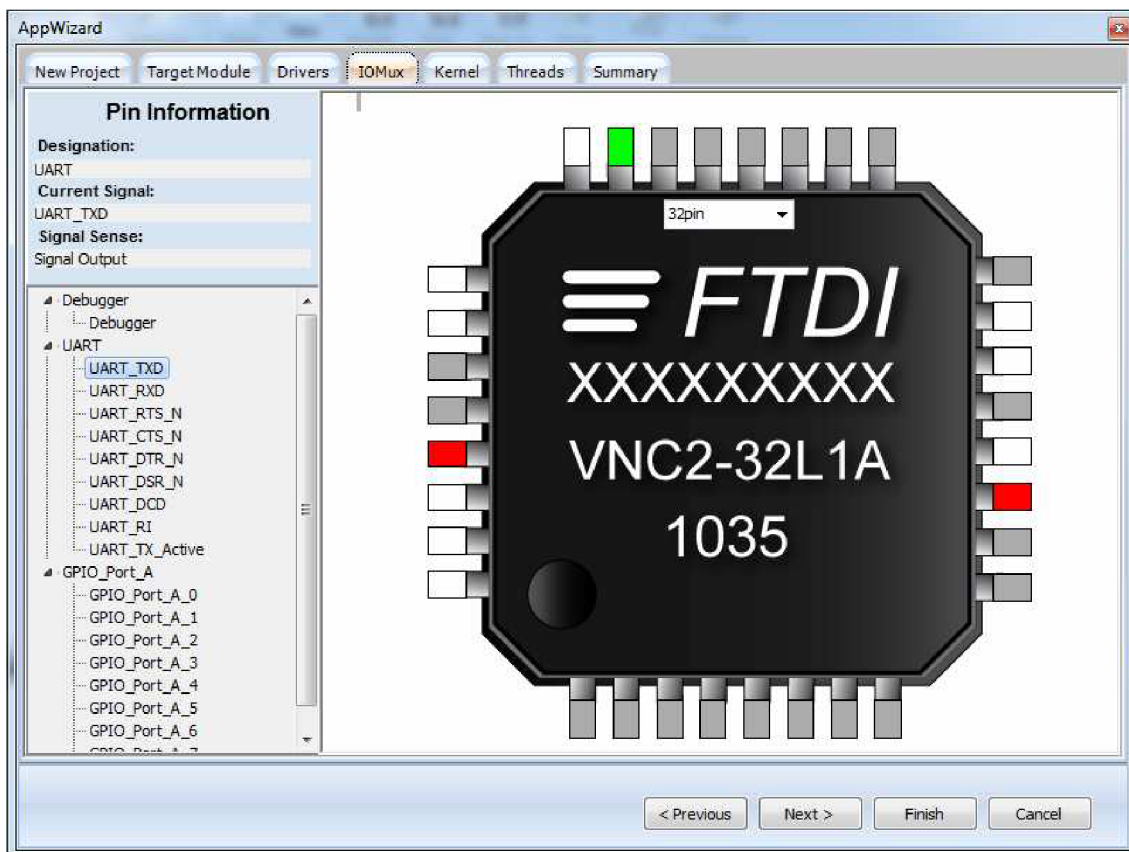 AppWizard
New Project Target Module Drivers IOMux Kernel Threads Summary
Pin Information
Designation:
UART
Current Signal:
UART_TXD
Signal Sense:
Signal Output
Debugger
Debugger
UART
UART_TXD
UART_RXD
UART_RTS_N
UART_CTS_N
UART_DTR_N
UART_DSR_N
UART_DCD
UART_RI
UART_TX_Active
GPIO_Port_A
GPIO_Port_A_0
GPIO_Port_A_1
GPIO_Port_A_2
GPIO_Port_A_3
GPIO_Port_A_4
GPIO_Port_A_5
GPIO_Port_A_6
GPIO_Port_A_7
32pin
FTDI
XXXXXXXXX
VNC2-32L1A
1035
< Previous Next > Finish Cancel